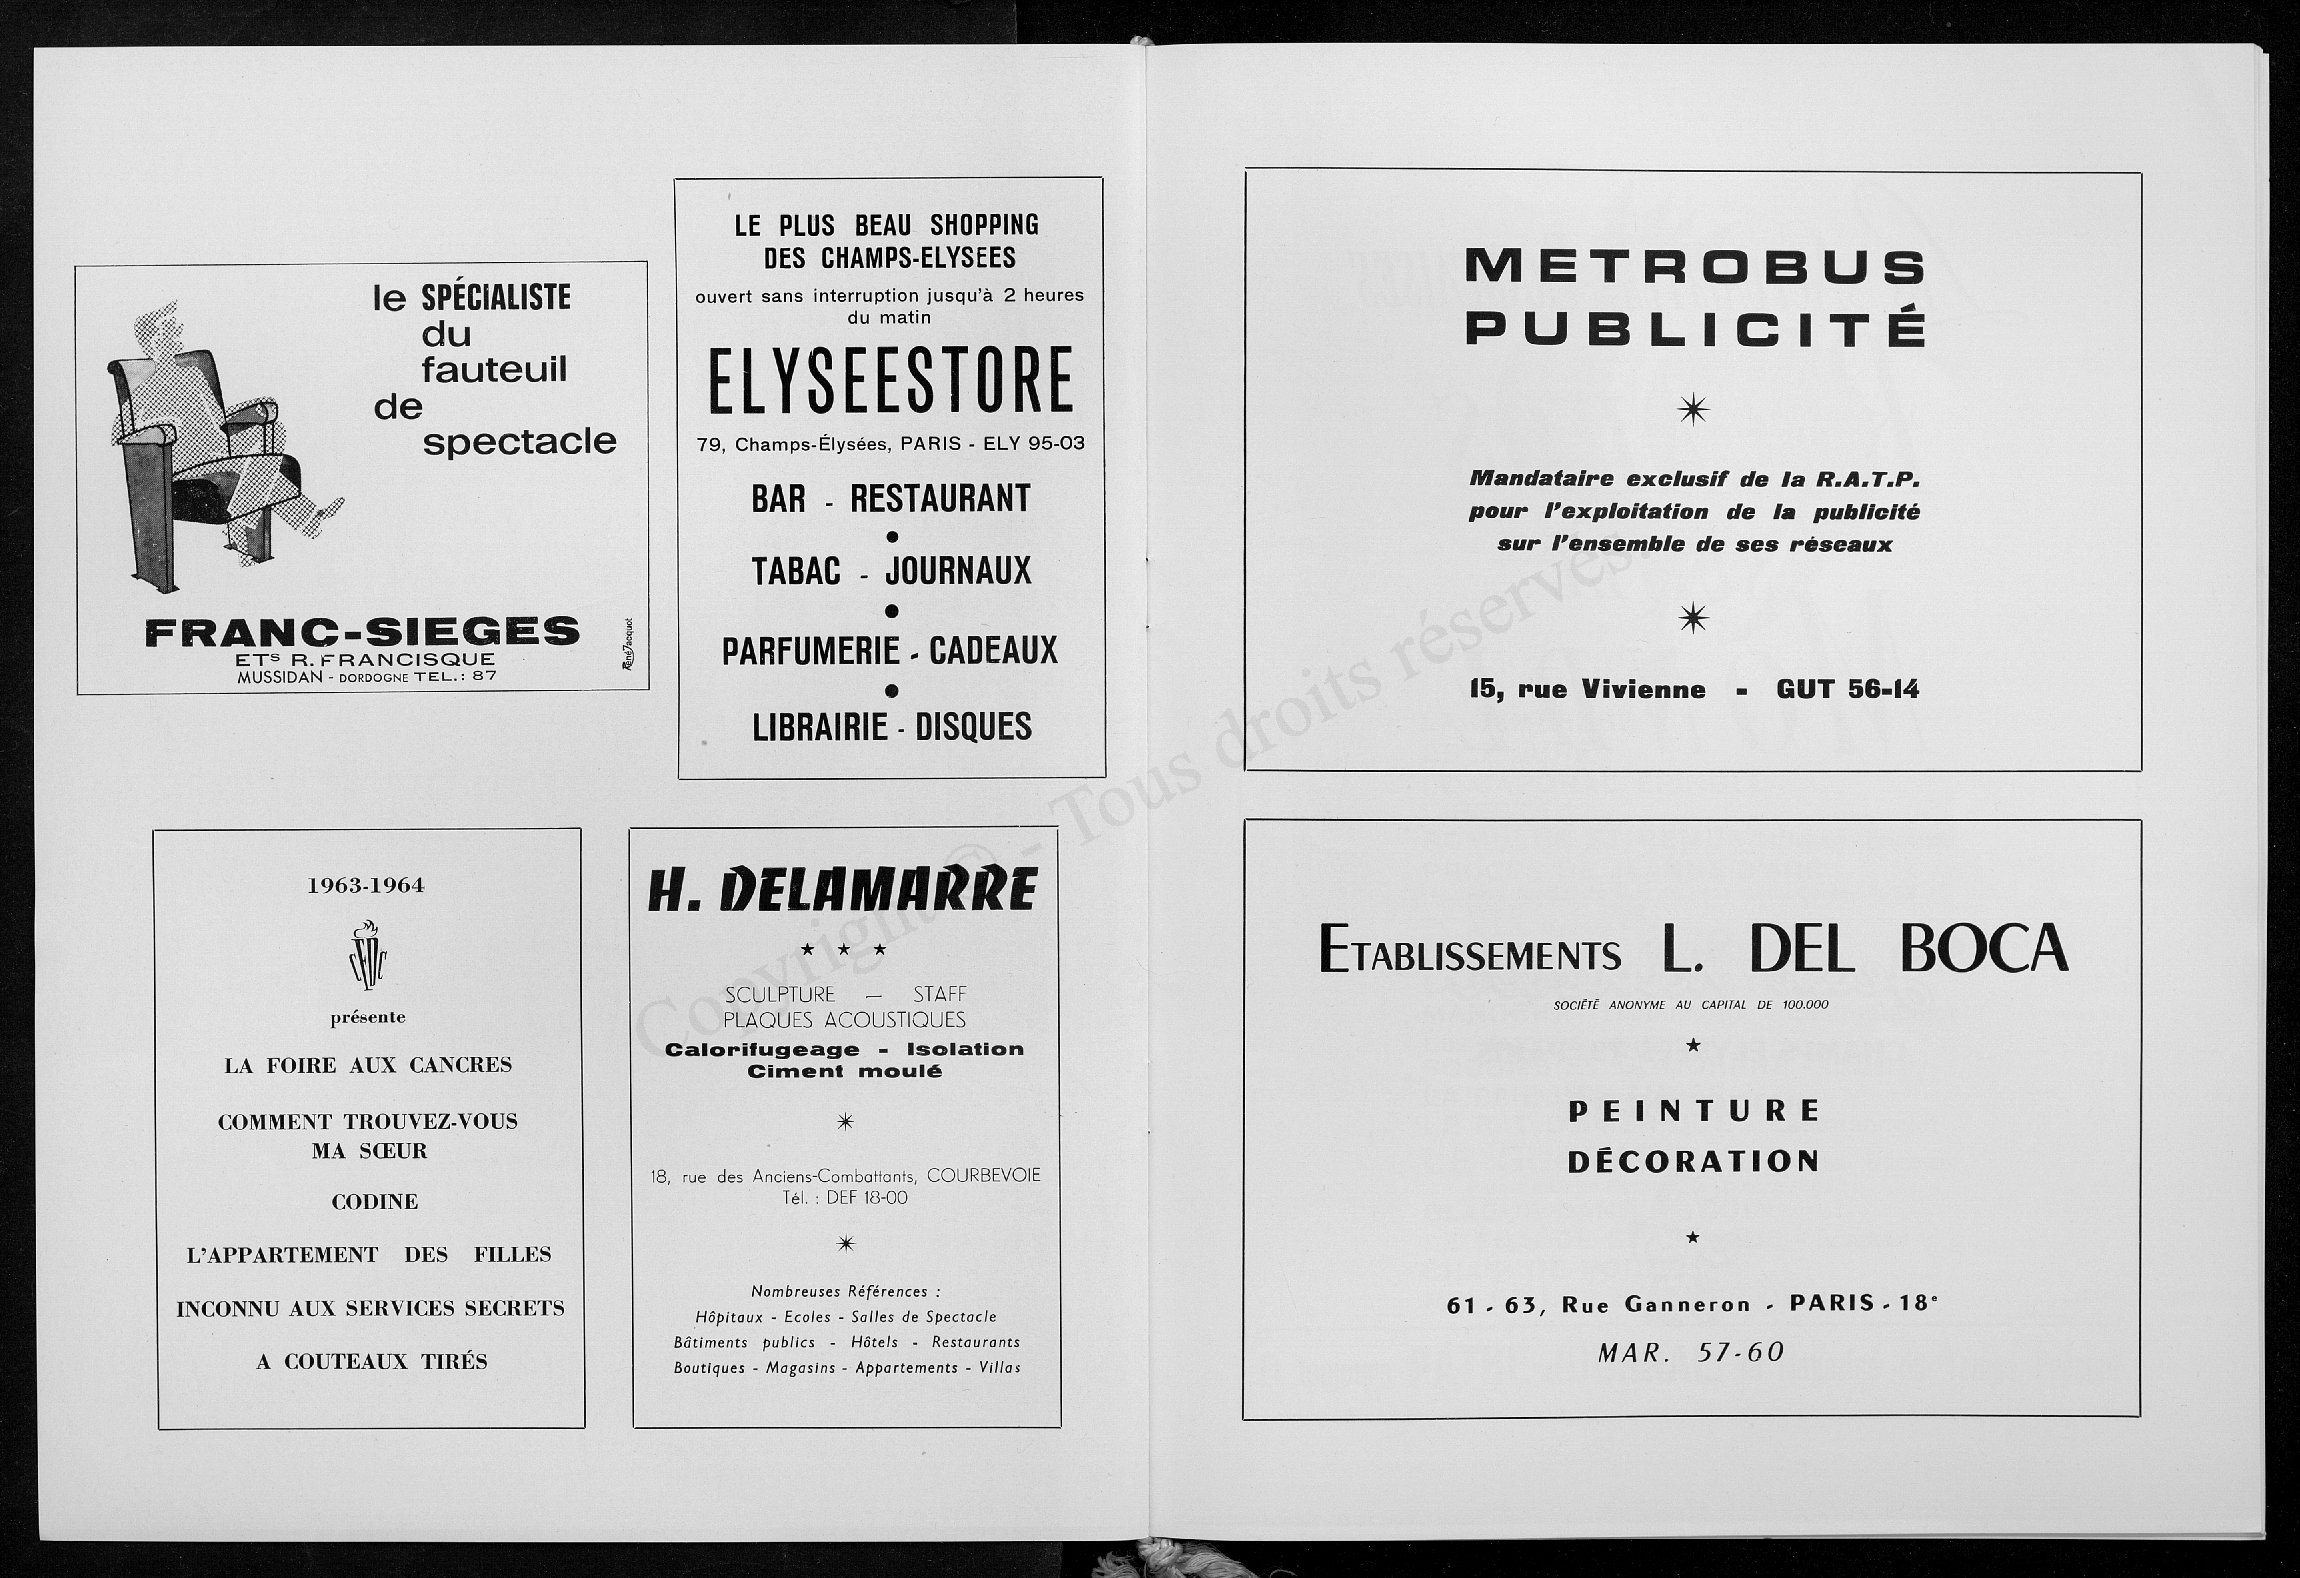 le SPÉCIALISTE
du
fauteuil
de
spectacle
FRANC-SIEGES
ETS R. FRANCISQUE
MUSSIDAN - DORDOGNE TEL.: 87
René Jacquot
LE PLUS BEAU SHOPPING
DES CHAMPS-ELYSEES
ouvert sans interruption jusqu'à 2 heures
du matin
ELYSEESTORE
79, Champs-Élysées, PARIS - ELY 95-03
BAR - RESTAURANT
TABAC - JOURNAUX
PARFUMERIE - CADEAUX
LIBRAIRIE - DISQUES
1963-1964
CFDC
présente
LA FOIRE AUX CANCRES
COMMENT TROUVEZ-VOUS
MA SŒUR
CODINE
L'APPARTEMENT DES FILLES
INCONNU AUX SERVICES SECRETS
A COUTEAUX TIRÉS
H. DELAMARRE
SCULPTURE — STAFF
PLAQUES ACOUSTIQUES
Calorifugeage - Isolation
Ciment moulé
18, rue des Anciens-Combattants, COURBEVOIE
Tél. : DEF 18-00
Nombreuses Références :
Hôpitaux - Ecoles - Salles de Spectacle
Bâtiments publics - Hôtels - Restaurants
Boutiques - Magasins - Appartements - Villas
METROBUS
PUBLICITÉ
Mandataire exclusif de la R.A.T.P.
pour l'exploitation de la publicité
sur l'ensemble de ses réseaux
15, rue Vivienne - GUT 56-14
ETABLISSEMENTS L. DEL BOCA
SOCIÉTÉ ANONYME AU CAPITAL DE 100.000
PEINTURE
DÉCORATION
61 - 63, Rue Ganneron - PARIS - 18e
MAR. 57-60
Copyright © - Tous droits réservés.